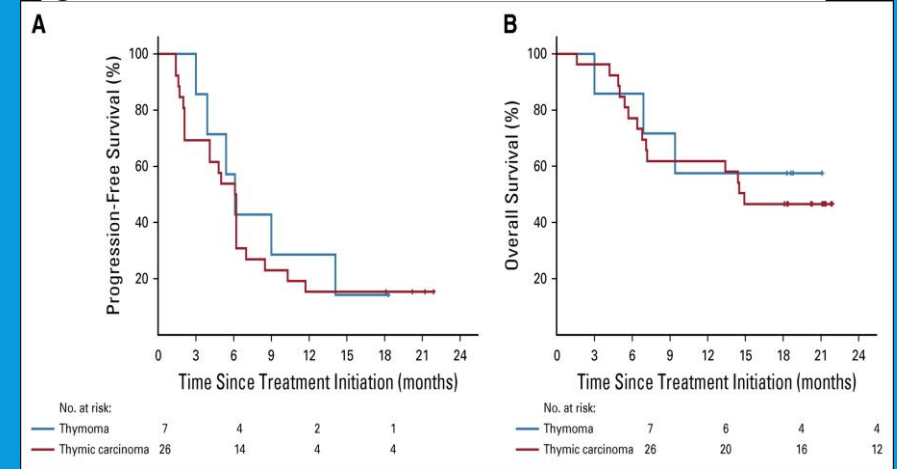 A
Progression-Free Survival (%)
100
80
60
40
20
0 3 6 9 12 15 18 21 24
Time Since Treatment Initiation (months)
No. at risk:
Thymoma 7 4 2 1
Thymic carcinoma 26 14 4 4
B
Overall Survival (%)
100
80
60
40
20
0 3 6 9 12 15 18 21 24
Time Since Treatment Initiation (months)
No. at risk:
Thymoma 7 6 4 4
Thymic carcinoma 26 20 16 12